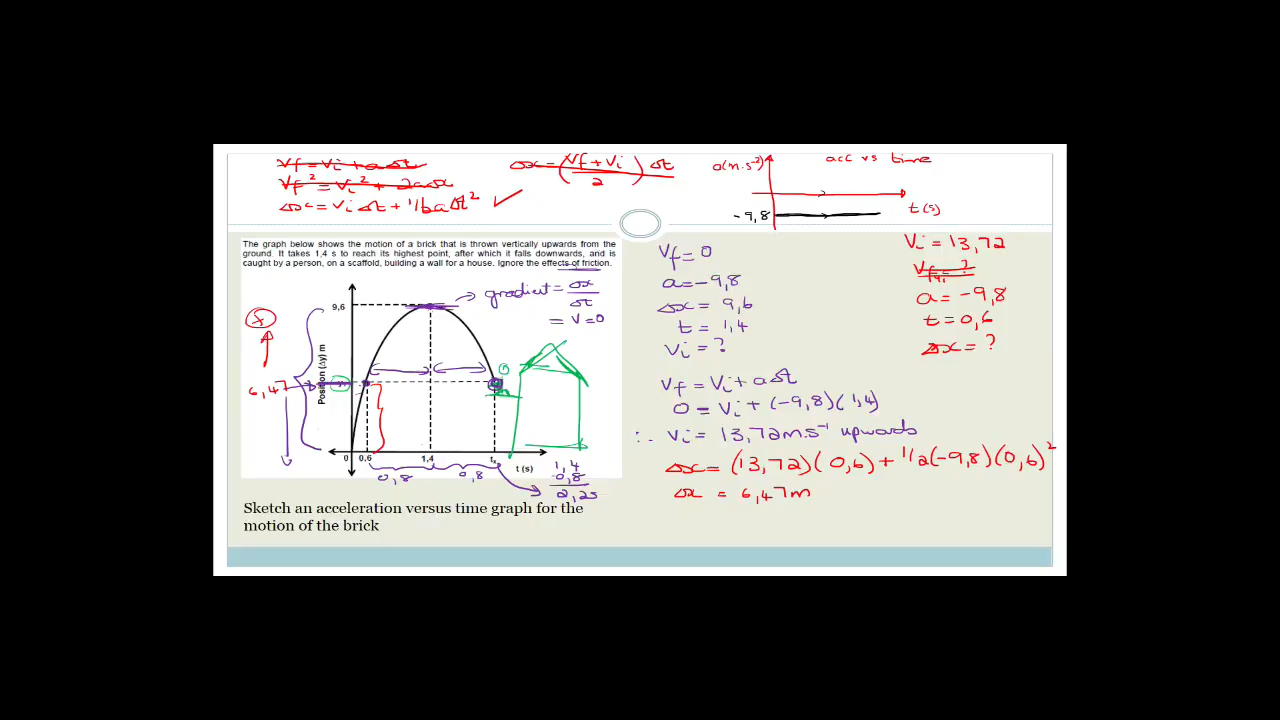 Vf = Vi + aΔt
Vf² = Vi² + 2aΔx
Δx = ViΔt + 1/2aΔt²
Δx = (Vf + Vi / 2) Δt
a(m.s⁻²)
acc vs time
t(s)
-9,8
The graph below shows the motion of a brick that is thrown vertically upwards from the
ground. It takes 1,4 s to reach its highest point, after which it falls downwards, and is
caught by a person, on a scaffold, building a wall for a house. Ignore the effects of friction.
9,6
gradient = Δx
Δt
= V=0
6,47
Position (Δy) m
0
0,6
1,4
t (s)
0,8
0,8
1,4
0,8
2,2s
Sketch an acceleration versus time graph for the
motion of the brick
Vf = 0
a = -9,8
Δx = 9,6
t = 1,4
Vi = ?
Vf = Vi + aΔt
0 = Vi + (-9,8)(1,4)
∴ Vi = 13,72m.s⁻¹ upwards
Vi = 13,72
Vf = ?
a = -9,8
t = 0,6
Δx = ?
Δx = (13,72)(0,6) + 1/2(-9,8)(0,6)²
Δx = 6,47m